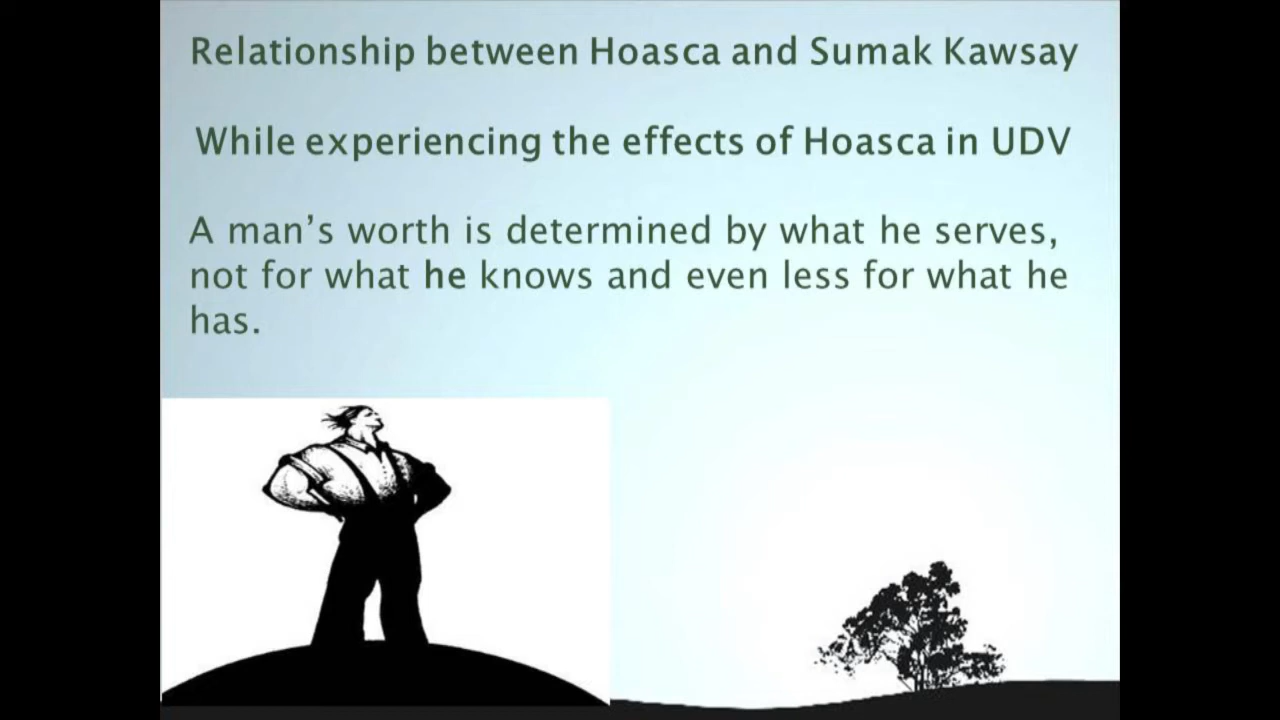 Relationship between Hoasca and Sumak Kawsay
While experiencing the effects of Hoasca in UDV
A man’s worth is determined by what he serves,
not for what he knows and even less for what he
has.